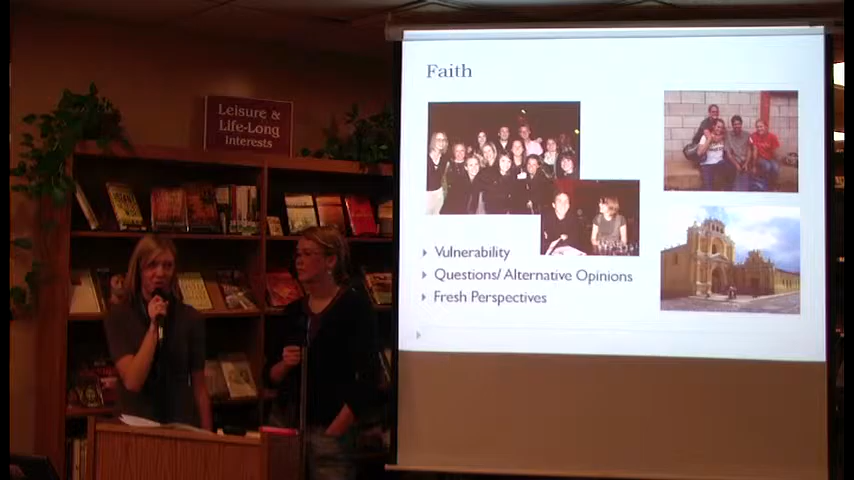 Leisure &
Life-Long
Interests
Faith
Vulnerability
Questions/ Alternative Opinions
Fresh Perspectives